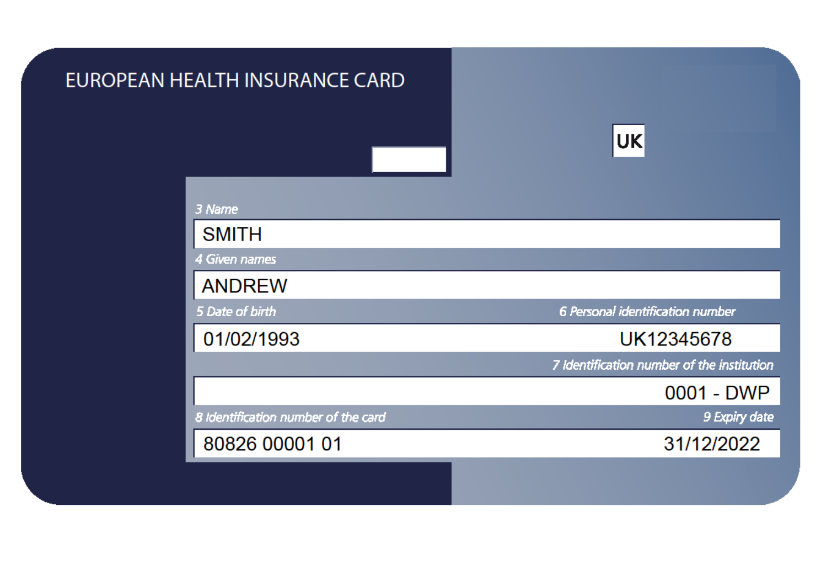 EUROPEAN HEALTH INSURANCE CARD
UK
3 Name
SMITH
4 Given names
ANDREW
5 Date of birth 6 Personal identification number
01/02/1993 UK12345678
7 Identification number of the institution
0001 - DWP
8 Identification number of the card 9 Expiry date
80826 00001 01 31/12/2022